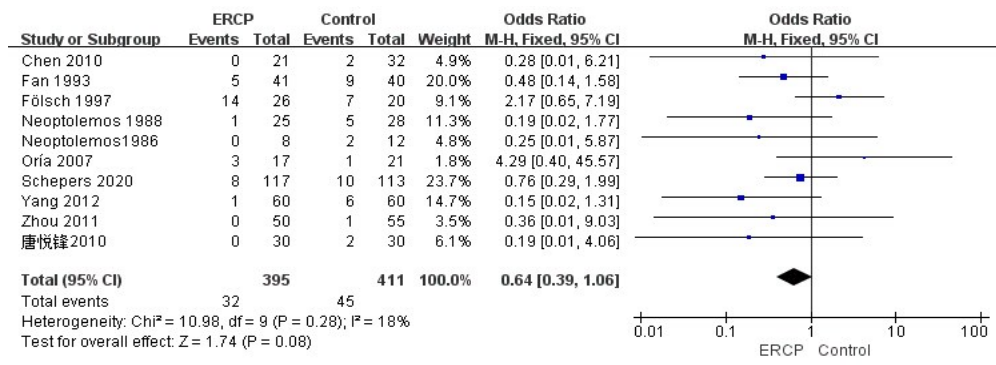 ERCP Control Odds Ratio Odds Ratio
Study or Subgroup Events Total Events Total Weight M-H, Fixed, 95% CI M-H, Fixed, 95% CI
Chen 2010 0 21 2 32 4.9% 0.28 [0.01, 6.21]
Fan 1993 5 41 9 40 20.0% 0.48 [0.14, 1.58]
Fölsch 1997 14 26 7 20 9.1% 2.17 [0.65, 7.19]
Neoptolemos 1988 1 25 5 28 11.3% 0.19 [0.02, 1.77]
Neoptolemos1986 0 8 2 12 4.8% 0.25 [0.01, 5.87]
Oría 2007 3 17 1 21 1.8% 4.29 [0.40, 45.57]
Schepers 2020 8 117 10 113 23.7% 0.76 [0.29, 1.99]
Yang 2012 1 60 6 60 14.7% 0.15 [0.02, 1.31]
Zhou 2011 0 50 1 55 3.5% 0.36 [0.01, 9.03]
唐悦锋2010 0 30 2 30 6.1% 0.19 [0.01, 4.06]
Total (95% CI) 395 411 100.0% 0.64 [0.39, 1.06]
Total events 32 45
Heterogeneity: Chi² = 10.98, df = 9 (P = 0.28); I² = 18%
Test for overall effect: Z = 1.74 (P = 0.08)
0.01 0.1 1 10 100
ERCP Control